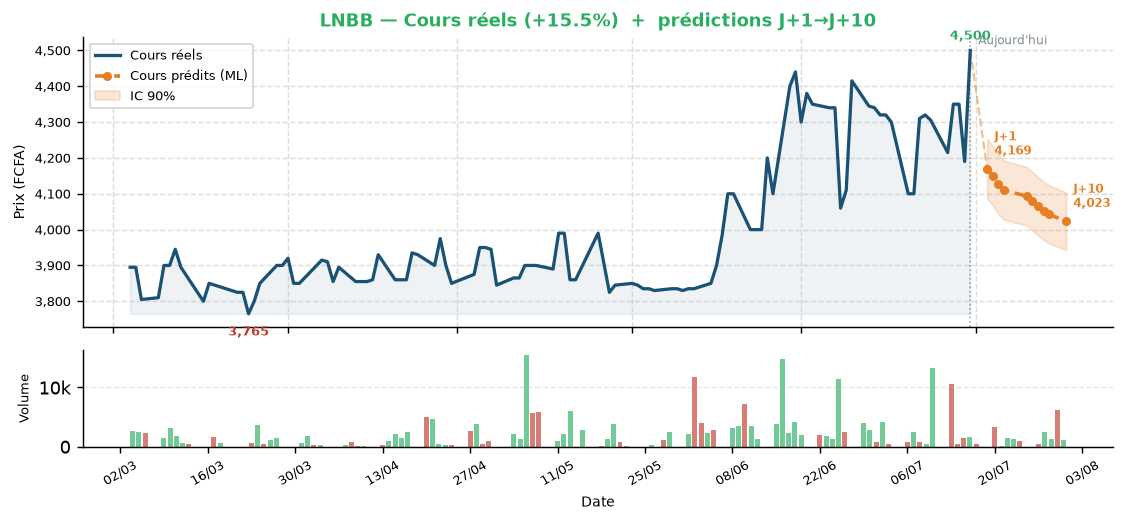 LNBB — Cours réels (+15.5%)  +  prédictions J+1→J+10
4,500
Aujourd'hui
Cours réels
Cours prédits (ML)
IC 90%
4,500
4,400
4,300
4,200
4,100
4,000
3,900
3,800
Prix (FCFA)
J+1
4,169
J+10
4,023
3,765
10k
0
Volume
02/03
16/03
30/03
13/04
27/04
11/05
25/05
08/06
22/06
06/07
20/07
03/08
Date